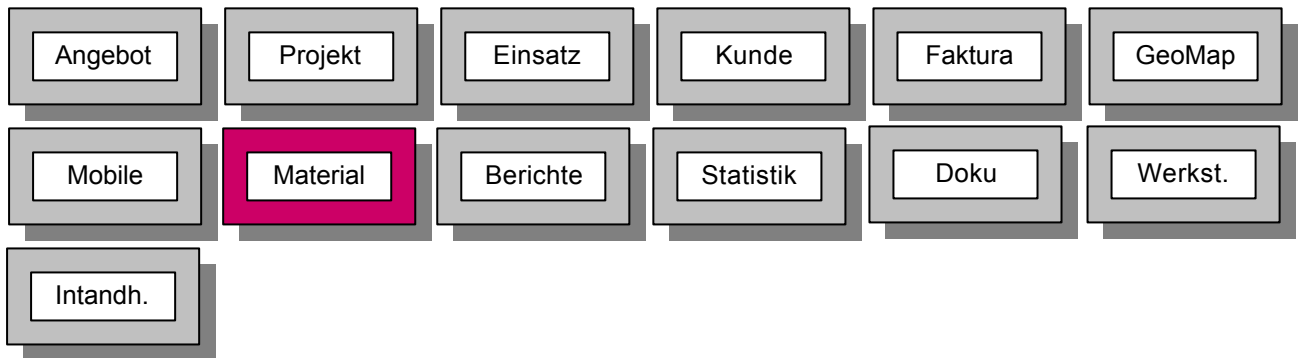 Angebot Projekt Einsatz Kunde Faktura GeoMap
Mobile Material Berichte Statistik Doku Werkst.
Intandh.